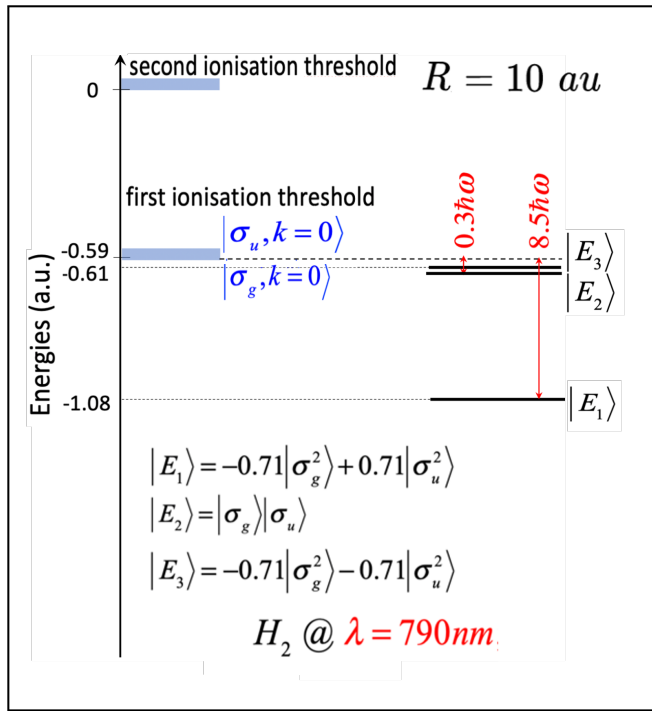 second ionisation threshold
R = 10 au
0
first ionisation threshold
0.3ℏω
8.5ℏω
|σ_u, k = 0⟩
-0.59
|E_3⟩
-0.61
|σ_g, k = 0⟩
|E_2⟩
Energies (a.u.)
-1.08
|E_1⟩
|E_1⟩ = −0.71|σ_g^2⟩ + 0.71|σ_u^2⟩
|E_2⟩ = |σ_g⟩|σ_u⟩
|E_3⟩ = −0.71|σ_g^2⟩ − 0.71|σ_u^2⟩
H_2 @ λ = 790nm